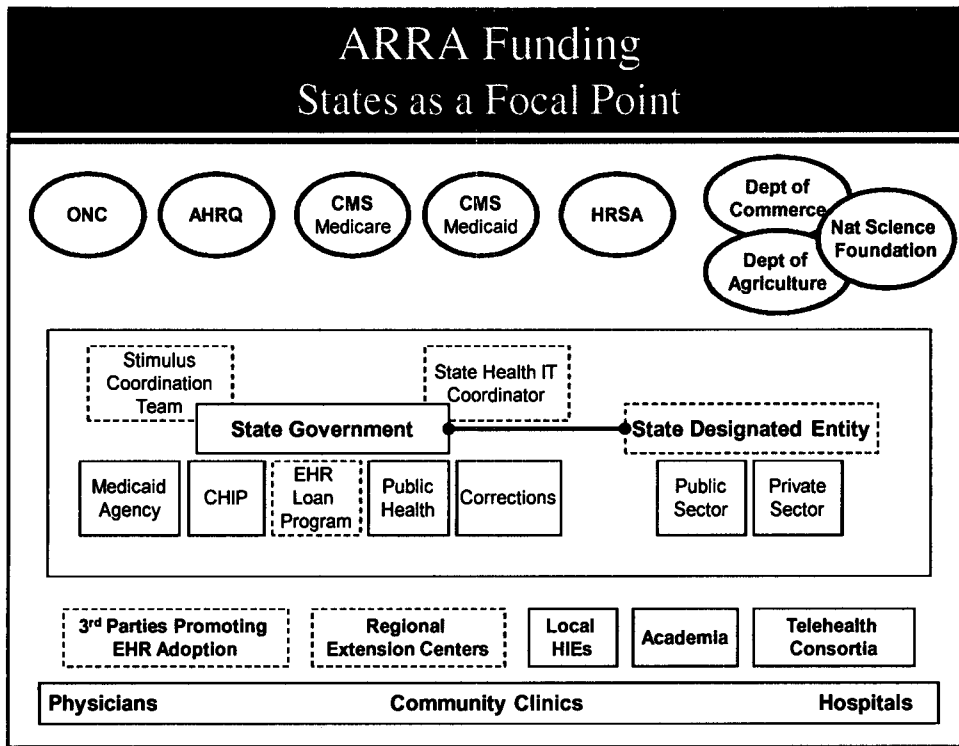 ARRA Funding
States as a Focal Point
ONC
AHRQ
CMS
Medicare
CMS
Medicaid
HRSA
Dept of
Commerce
Nat Science
Foundation
Dept of
Agriculture
Stimulus
Coordination
Team
State Health IT
Coordinator
State Government
State Designated Entity
Medicaid
Agency
CHIP
EHR
Loan
Program
Public
Health
Corrections
Public
Sector
Private
Sector
3rd Parties Promoting
EHR Adoption
Regional
Extension Centers
Local
HIEs
Academia
Telehealth
Consortia
Physicians
Community Clinics
Hospitals